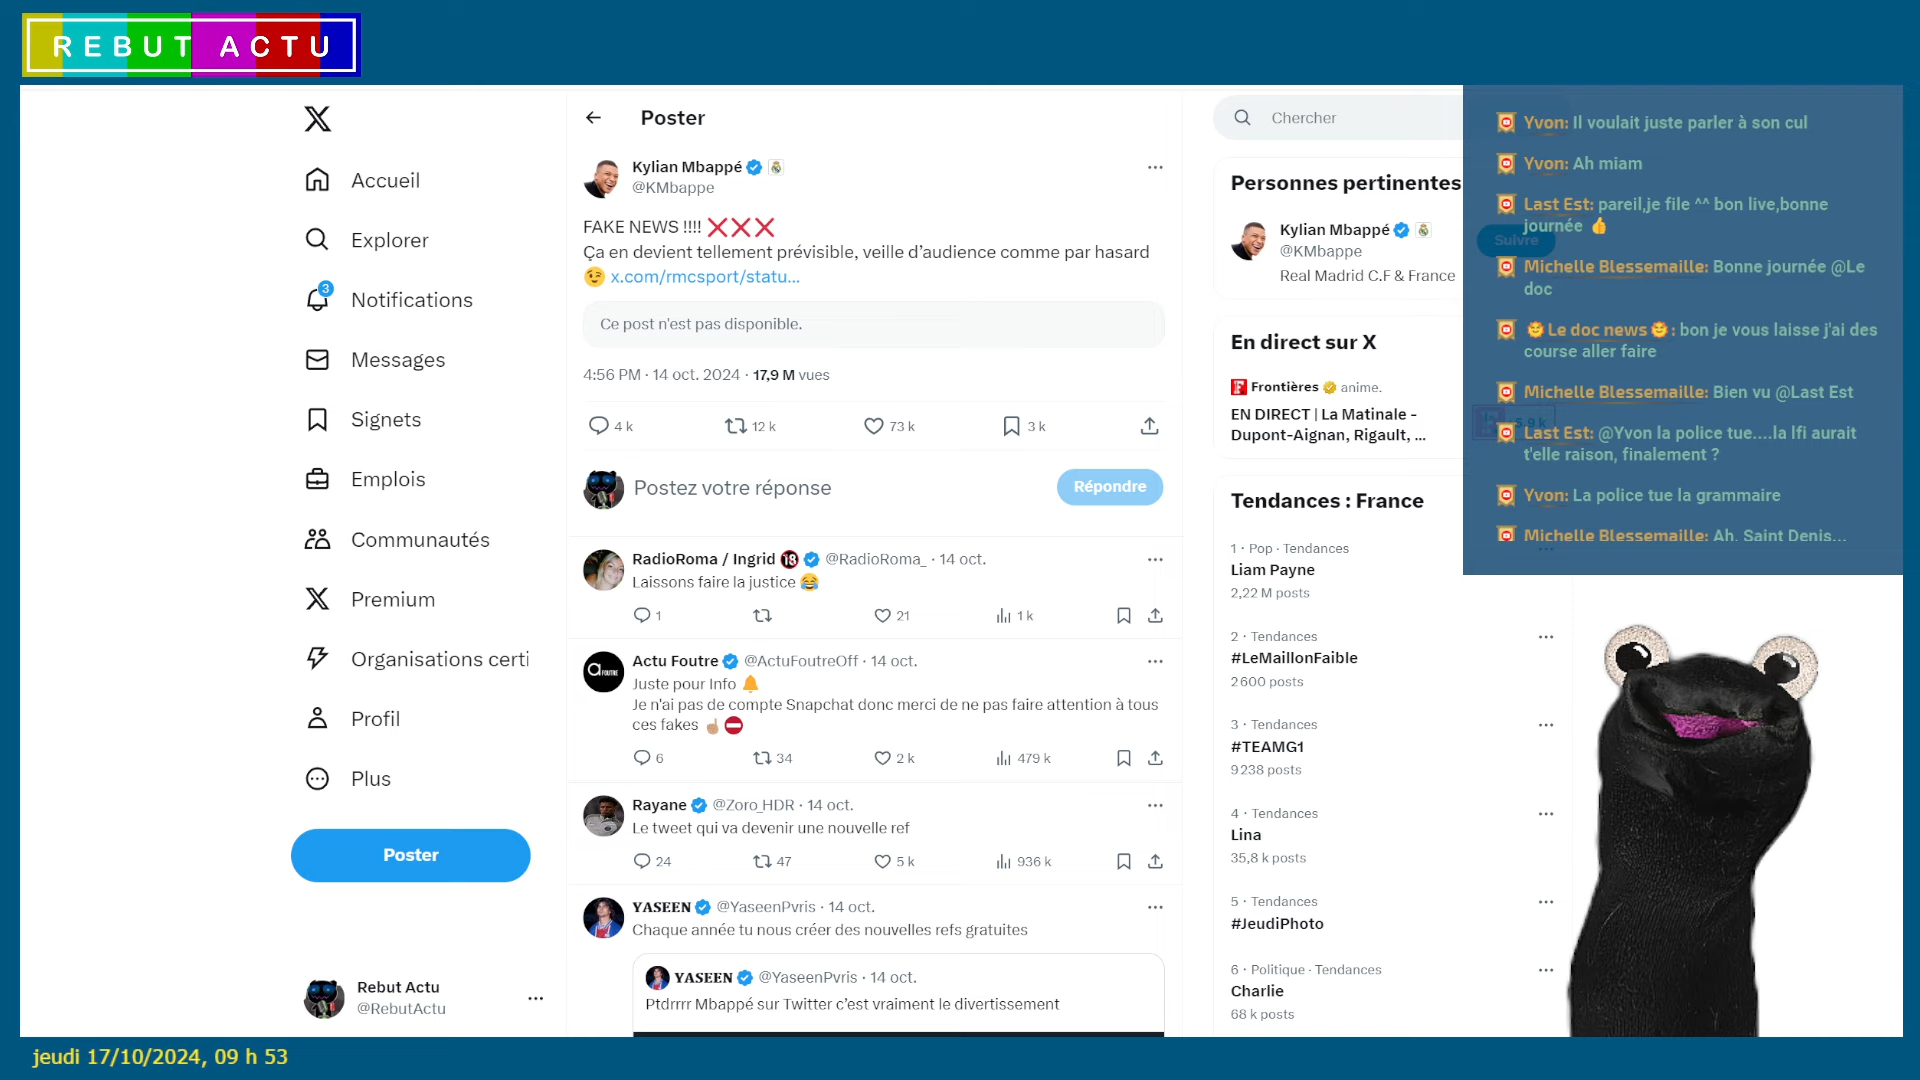 REBUT ACTU
Accueil
Explorer
3
Notifications
Messages
Signets
Emplois
Communautés
Premium
Organisations certi
Profil
Plus
Poster
Rebut Actu
@RebutActu
Poster
Kylian Mbappé
@KMbappe
FAKE NEWS !!!! ❌❌❌
Ça en devient tellement prévisible, veille d’audience comme par hasard
😉 x.com/rmcsport/statu...
Ce post n'est pas disponible.
4:56 PM · 14 oct. 2024 · 17,9 M vues
4 k 12 k 73 k 3 k
Postez votre réponse
Répondre
RadioRoma / Ingrid 🔞 @RadioRoma_ · 14 oct.
Laissons faire la justice 😂
1 21 1 k
Actu Foutre @ActuFoutreOff · 14 oct.
Juste pour Info 🔔
Je n'ai pas de compte Snapchat donc merci de ne pas faire attention à tous
ces fakes ☝🏼⛔
6 34 2 k 479 k
Rayane @Zoro_HDR · 14 oct.
Le tweet qui va devenir une nouvelle ref
24 47 5 k 936 k
YASEEN @YaseenPvris · 14 oct.
Chaque année tu nous créer des nouvelles refs gratuites
YASEEN @YaseenPvris · 14 oct.
Ptdrrrr Mbappé sur Twitter c’est vraiment le divertissement
Chercher
Personnes pertinentes
Kylian Mbappé
@KMbappe
Suivre
Real Madrid C.F & France
En direct sur X
Frontières anime.
EN DIRECT | La Matinale -
Dupont-Aignan, Rigault, ...
5,9 k
Tendances : France
1 · Pop · Tendances
Liam Payne
2,22 M posts
2 · Tendances
#LeMaillonFaible
2 600 posts
3 · Tendances
#TEAMG1
9 238 posts
4 · Tendances
Lina
35,8 k posts
5 · Tendances
#JeudiPhoto
6 · Politique · Tendances
Charlie
68 k posts
Yvon: Il voulait juste parler à son cul
Yvon: Ah miam
Last Est: pareil,je file ^^ bon live,bonne
journée 👍
Michelle Blessemaille: Bonne journée @Le
doc
Le doc news: bon je vous laisse j'ai des
course aller faire
Michelle Blessemaille: Bien vu @Last Est
Last Est: @Yvon la police tue....la lfi aurait
t'elle raison, finalement ?
Yvon: La police tue la grammaire
Michelle Blessemaille: Ah, Saint Denis...
jeudi 17/10/2024, 09 h 53